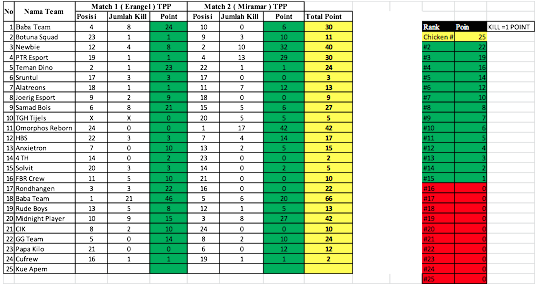 No Nama Team Match 1 ( Erangel ) TPP Match 2 ( Miramar ) TPP
Posisi Jumlah Kill Point Posisi Jumlah Kill Point Total Point
1 Baba Team 4 8 24 10 0 6 30
2 Botuna Squad 23 1 1 9 3 10 11
3 Newbie 12 4 8 2 10 32 40
4 PTR Esport 19 1 1 4 13 29 30
5 Teman Dino 2 1 23 22 1 1 24
6 Sruntul 17 3 3 17 0 0 3
7 Alatreons 18 1 1 11 7 12 13
8 Joerig Esport 9 2 9 18 0 0 9
9 Samad Bois 6 8 21 15 5 6 27
10 TGH Tijels X X 0 20 5 5 5
11 Omorphos Reborn 24 0 0 1 17 42 42
12 HBS 22 3 3 7 4 14 17
13 Anxietron 7 0 10 13 2 5 15
14 4 TH 14 0 2 23 0 0 2
15 Solvit 20 3 3 14 0 2 5
16 FBR Crew 11 5 10 21 0 0 10
17 Rondhangen 3 3 22 16 0 0 22
18 Baba Team 1 21 46 5 6 20 66
19 Rude Boys 13 5 8 12 1 5 13
20 Midnight Player 10 9 15 3 8 27 42
21 CIK 8 2 10 24 0 0 10
22 GG Team 5 0 14 8 2 10 24
23 Papa Kilo 21 0 0 6 0 12 12
24 Cufrew 16 1 1 19 1 1 2
25 Kue Apem
Rank Poin KILL =1 POINT
Chicken # 25
#2 22
#3 19
#4 16
#5 14
#6 12
#7 10
#8 8
#9 7
#10 6
#11 5
#12 4
#13 3
#14 2
#15 1
#16 0
#17 0
#18 0
#19 0
#20 0
#21 0
#22 0
#23 0
#24 0
#25 0